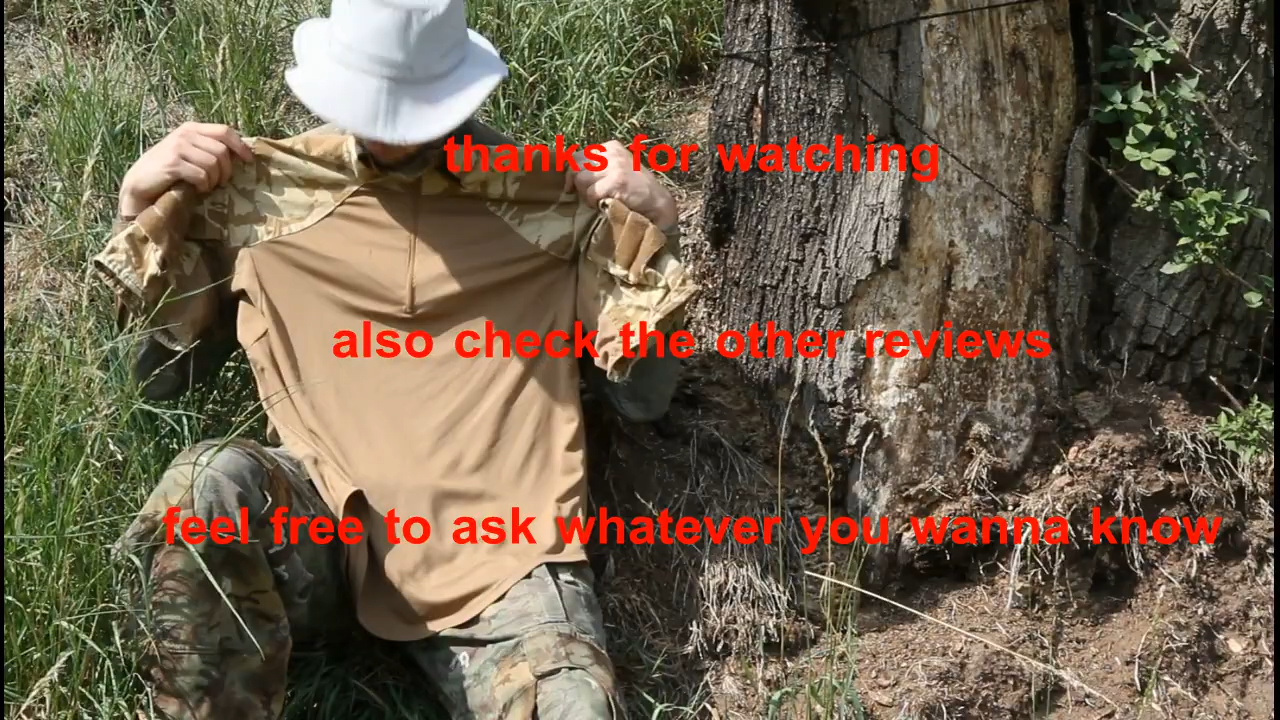 thanks for watching
also check the other reviews
feel free to ask whatever you wanna know